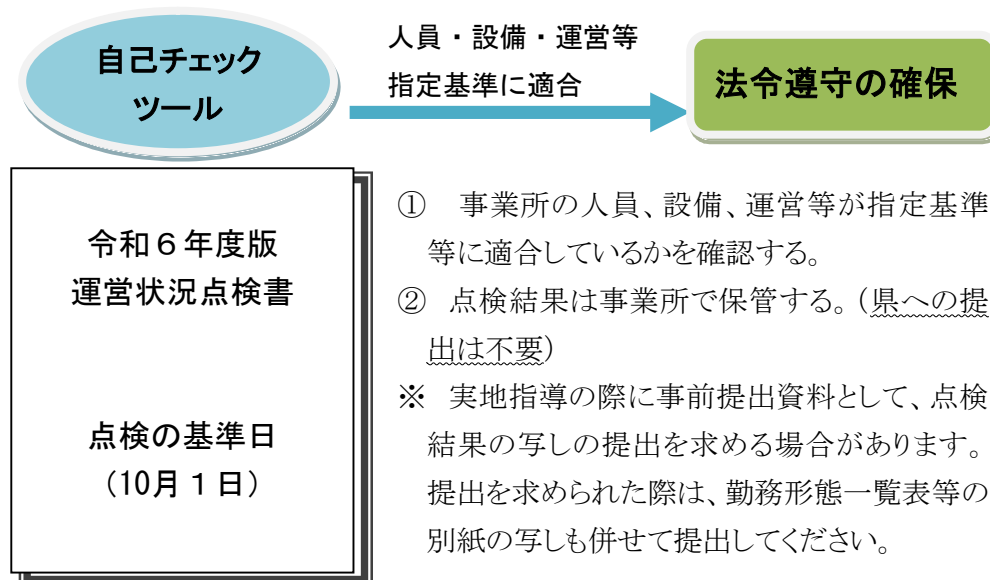 自己チェック
ツール
人員・設備・運営等
指定基準に適合
法令遵守の確保
令和６年度版
運営状況点検書
点検の基準日
（10月１日）
①　事業所の人員、設備、運営等が指定基準
等に適合しているかを確認する。
②　点検結果は事業所で保管する。（県への提
出は不要）
※　実地指導の際に事前提出資料として、点検
結果の写しの提出を求める場合があります。
提出を求められた際は、勤務形態一覧表等の
別紙の写しも併せて提出してください。